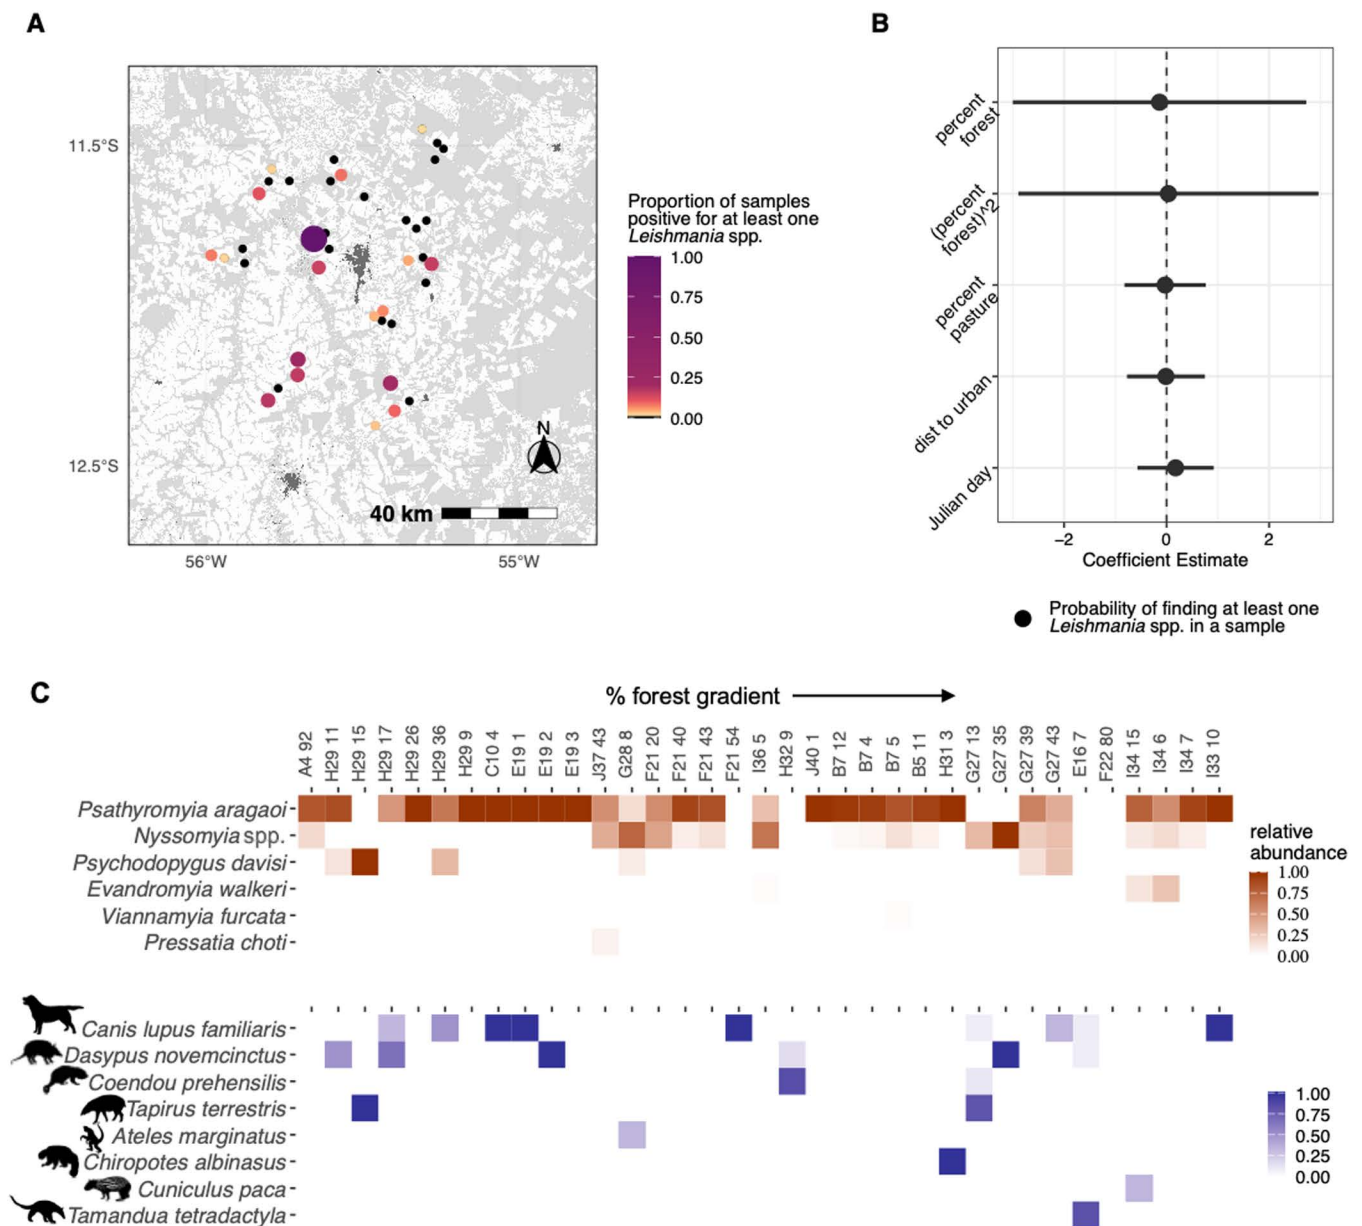 A
11.5°S
12.5°S
56°W
55°W
N
40 km
Proportion of samples
positive for at least one
Leishmania spp.
1.00
0.75
0.50
0.25
0.00
B
percent
forest
(percent
forest)^2
percent
pasture
dist to urban
Julian day
−2
0
2
Coefficient Estimate
Probability of finding at least one
Leishmania spp. in a sample
C
% forest gradient
A4 92
H29 11
H29 15
H29 17
H29 26
H29 36
H29 9
C10 4
E19 1
E19 2
E19 3
J37 43
G28 8
F21 20
F21 40
F21 43
F21 54
I36 5
H32 9
J40 1
B7 12
B7 4
B7 5
B5 11
H31 3
G27 13
G27 35
G27 39
G27 43
E16 7
F22 80
I34 15
I34 6
I34 7
I33 10
Psathyromyia aragaoi
Nyssomyia spp.
Psychodopygus davisi
Evandromyia walkeri
Viannamyia furcata
Pressatia choti
relative
abundance
1.00
0.75
0.50
0.25
0.00
Canis lupus familiaris
Dasypus novemcinctus
Coendou prehensilis
Tapirus terrestris
Ateles marginatus
Chiropotes albinasus
Cuniculus paca
Tamandua tetradactyla
1.00
0.75
0.50
0.25
0.00